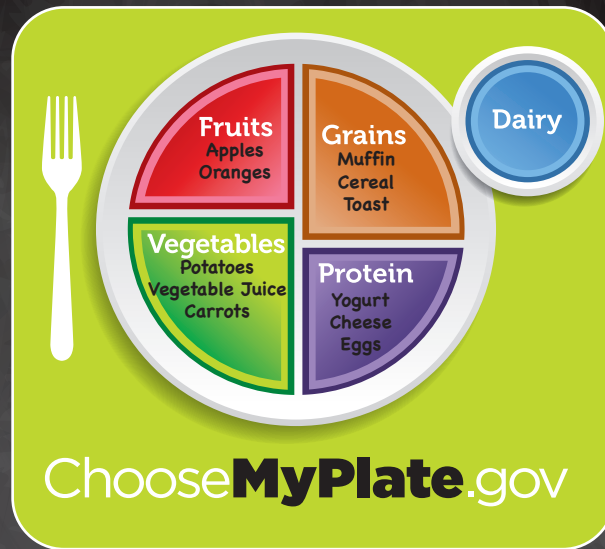 Fruits
Apples
Oranges
Grains
Muffin
Cereal
Toast
Dairy
Vegetables
Potatoes
Vegetable Juice
Carrots
Protein
Yogurt
Cheese
Eggs
ChooseMyPlate.gov